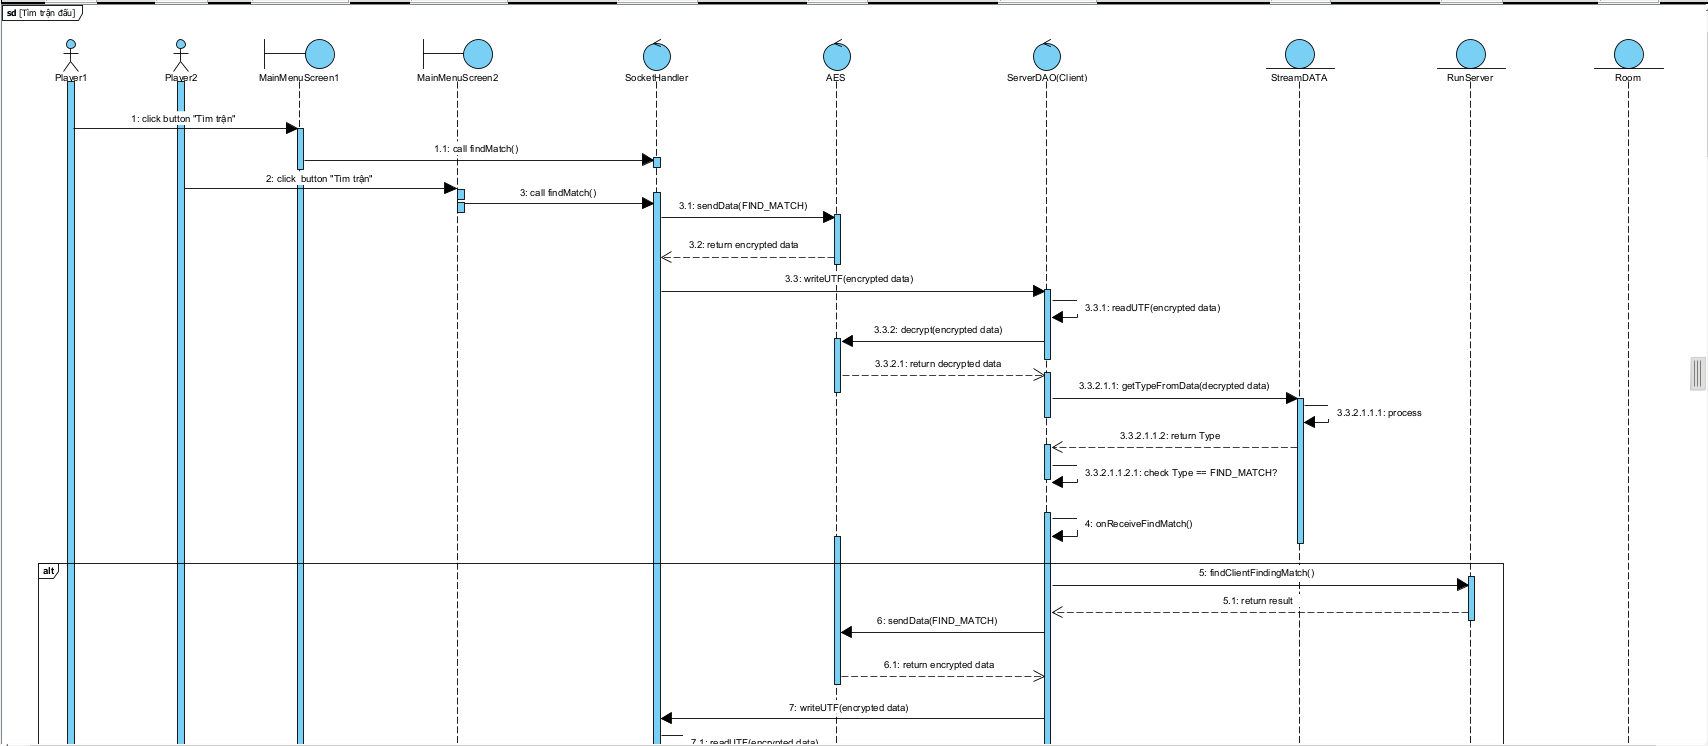 sd [Tìm trận đấu]
Player1
Player2
MainMenuScreen1
MainMenuScreen2
SocketHandler
AES
ServerDAO(Client)
StreamDATA
RunServer
Room
1: click button "Tìm trận"
1.1: call findMatch()
2: click button "Tìm trận"
3: call findMatch()
3.1: sendData(FIND_MATCH)
3.2: return encrypted data
3.3: writeUTF(encrypted data)
3.3.1: readUTF(encrypted data)
3.3.2: decrypt(encrypted data)
3.3.2.1: return decrypted data
3.3.2.1.1: getTypeFromData(decrypted data)
3.3.2.1.1.1: process
3.3.2.1.1.2: return Type
3.3.2.1.1.2.1: check Type == FIND_MATCH?
4: onReceiveFindMatch()
alt
5: findClientFindingMatch()
5.1: return result
6: sendData(FIND_MATCH)
6.1: return encrypted data
7: writeUTF(encrypted data)
7.1: readUTF(encrypted data)